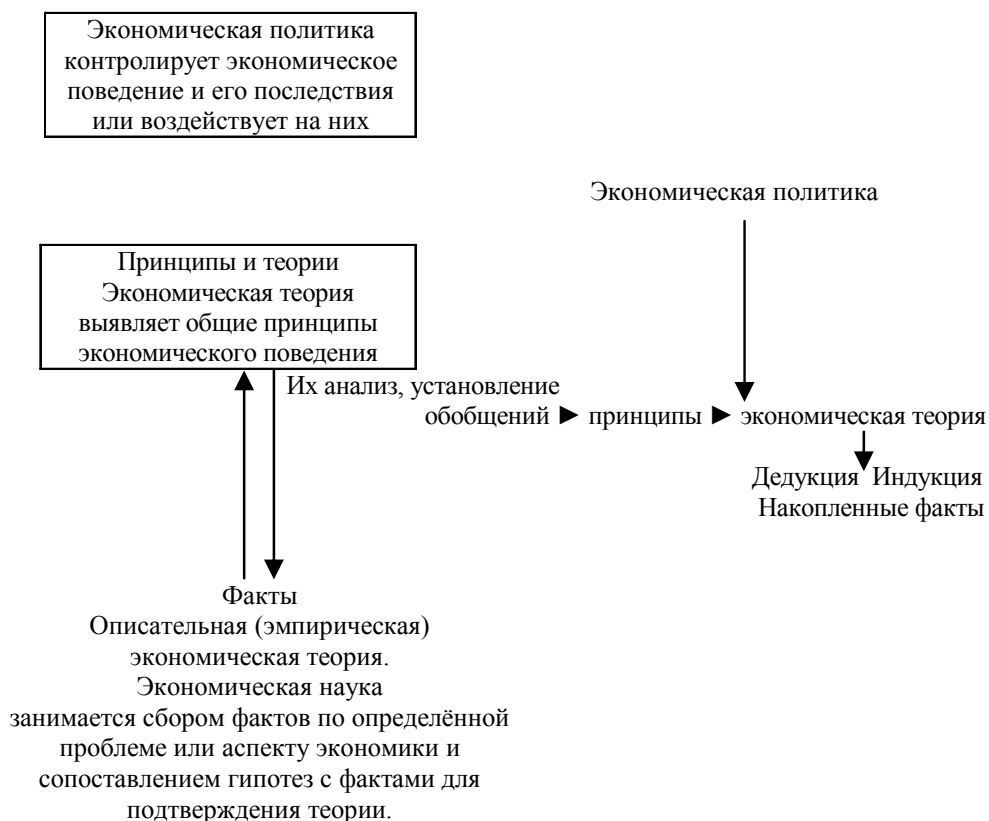 Экономическая политика
контролирует экономическое
поведение и его последствия
или воздействует на них
Экономическая политика
Принципы и теории
Экономическая теория
выявляет общие принципы
экономического поведения
Их анализ, установление
обобщений ► принципы ► экономическая теория
Дедукция Индукция
Накопленные факты
Факты
Описательная (эмпирическая)
экономическая теория.
Экономическая наука
занимается сбором фактов по определённой
проблеме или аспекту экономики и
сопоставлением гипотез с фактами для
подтверждения теории.